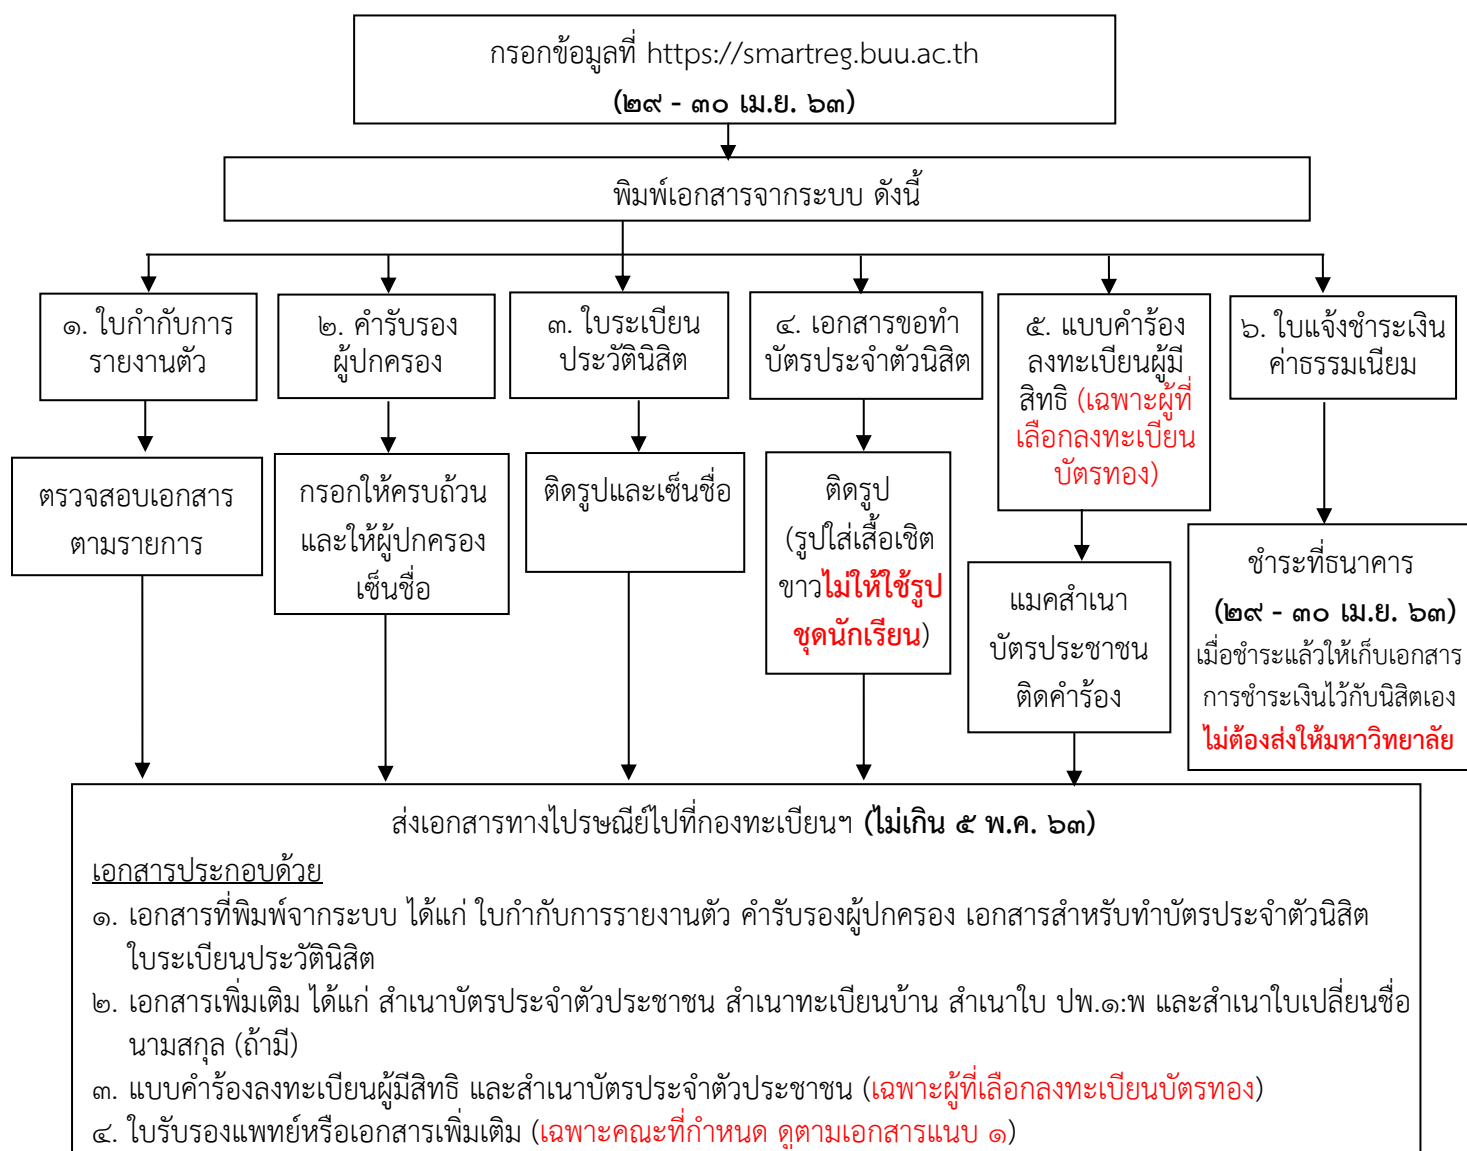 กรอกข้อมูลที่ https://smartreg.buu.ac.th
(๒๙ - ๓๐ เม.ย. ๖๓)
พิมพ์เอกสารจากระบบ ดังนี้
๑. ใบกำกับการ
รายงานตัว
๒. คำรับรอง
ผู้ปกครอง
๓. ใบระเบียน
ประวัตินิสิต
๔. เอกสารขอทำ
บัตรประจำตัวนิสิต
๕. แบบคำร้อง
ลงทะเบียนผู้มี
สิทธิ (เฉพาะผู้ที่
เลือกลงทะเบียน
บัตรทอง)
๖. ใบแจ้งชำระเงิน
ค่าธรรมเนียม
ตรวจสอบเอกสาร
ตามรายการ
กรอกให้ครบถ้วน
และให้ผู้ปกครอง
เซ็นชื่อ
ติดรูปและเซ็นชื่อ
ติดรูป
(รูปใส่เสื้อเชิต
ขาวไม่ให้ใช้รูป
ชุดนักเรียน)
แมคสำเนา
บัตรประชาชน
ติดคำร้อง
ชำระที่ธนาคาร
(๒๙ - ๓๐ เม.ย. ๖๓)
เมื่อชำระแล้วให้เก็บเอกสาร
การชำระเงินไว้กับนิสิตเอง
ไม่ต้องส่งให้มหาวิทยาลัย
ส่งเอกสารทางไปรษณีย์ไปที่กองทะเบียนฯ (ไม่เกิน ๕ พ.ค. ๖๓)
เอกสารประกอบด้วย
๑. เอกสารที่พิมพ์จากระบบ ได้แก่ ใบกำกับการรายงานตัว คำรับรองผู้ปกครอง เอกสารสำหรับทำบัตรประจำตัวนิสิต
ใบระเบียนประวัตินิสิต
๒. เอกสารเพิ่มเติม ได้แก่ สำเนาบัตรประจำตัวประชาชน สำเนาทะเบียนบ้าน สำเนาใบ ปพ.๑:พ และสำเนาใบเปลี่ยนชื่อ
นามสกุล (ถ้ามี)
๓. แบบคำร้องลงทะเบียนผู้มีสิทธิ และสำเนาบัตรประจำตัวประชาชน (เฉพาะผู้ที่เลือกลงทะเบียนบัตรทอง)
๔. ใบรับรองแพทย์หรือเอกสารเพิ่มเติม (เฉพาะคณะที่กำหนด ดูตามเอกสารแนบ ๑)